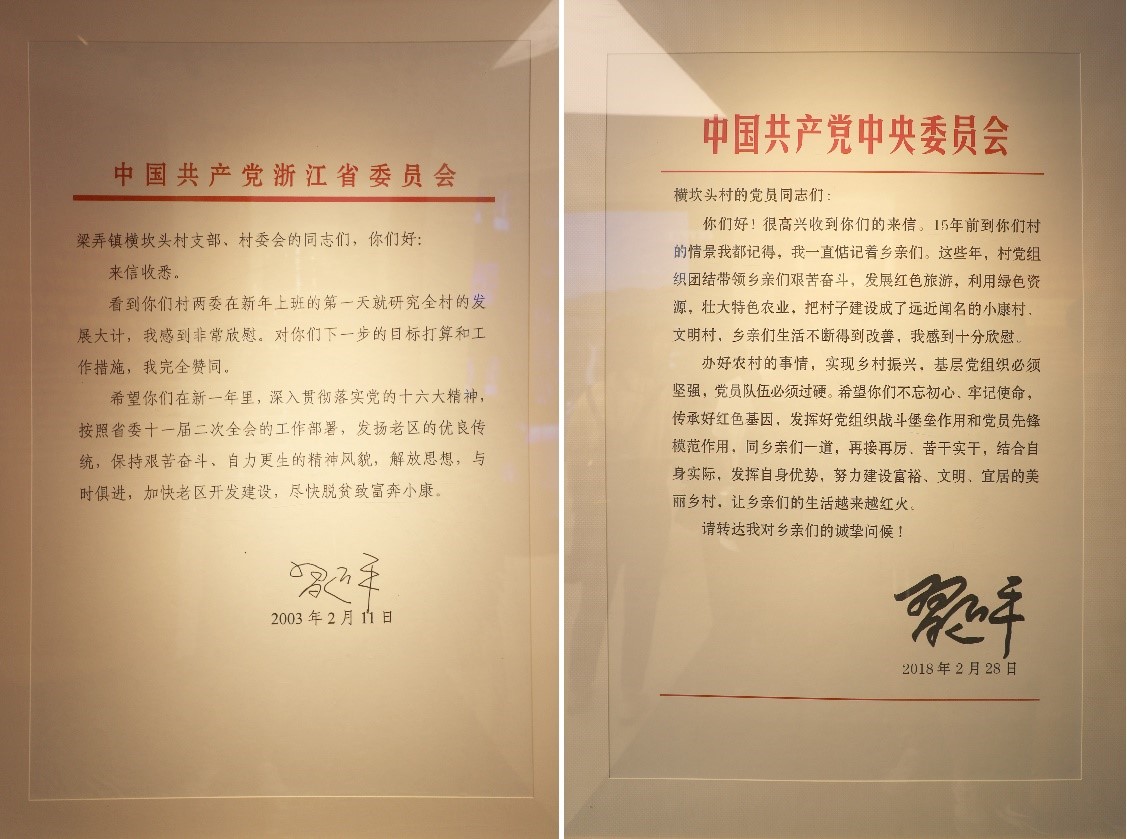 中国共产党浙江省委员会
梁弄镇横坎头村支部、村委会的同志们，你们好：
来信收悉。
看到你们村两委在新年上班的第一天就研究全村的发
展大计，我感到非常欣慰。对你们下一步的目标打算和工
作措施，我完全赞同。
希望你们在新一年里，深入贯彻落实党的十六大精神，
按照省委十一届二次全会的工作部署，发扬老区的优良传
统，保持艰苦奋斗、自力更生的精神风貌，解放思想，与
时俱进，加快老区开发建设，尽快脱贫致富奔小康。
习近平
2003年2月11日
中国共产党中央委员会
横坎头村的党员同志们：
你们好！很高兴收到你们的来信。15年前到你们村
的情景我都记得，我一直惦记着乡亲们。这些年，村党组
织团结带领乡亲们艰苦奋斗，发展红色旅游，利用绿色资
源，壮大特色农业，把村子建设成了远近闻名的小康村、
文明村，乡亲们生活不断得到改善，我感到十分欣慰。
办好农村的事情，实现乡村振兴，基层党组织必须
坚强，党员队伍必须过硬。希望你们不忘初心、牢记使命，
传承好红色基因，发挥好党组织战斗堡垒作用和党员先锋
模范作用，同乡亲们一道，再接再厉、苦干实干，结合自
身实际，发挥自身优势，努力建设富裕、文明、宜居的美
丽乡村，让乡亲们的生活越来越红火。
请转达我对乡亲们的诚挚问候！
习近平
2018年2月28日